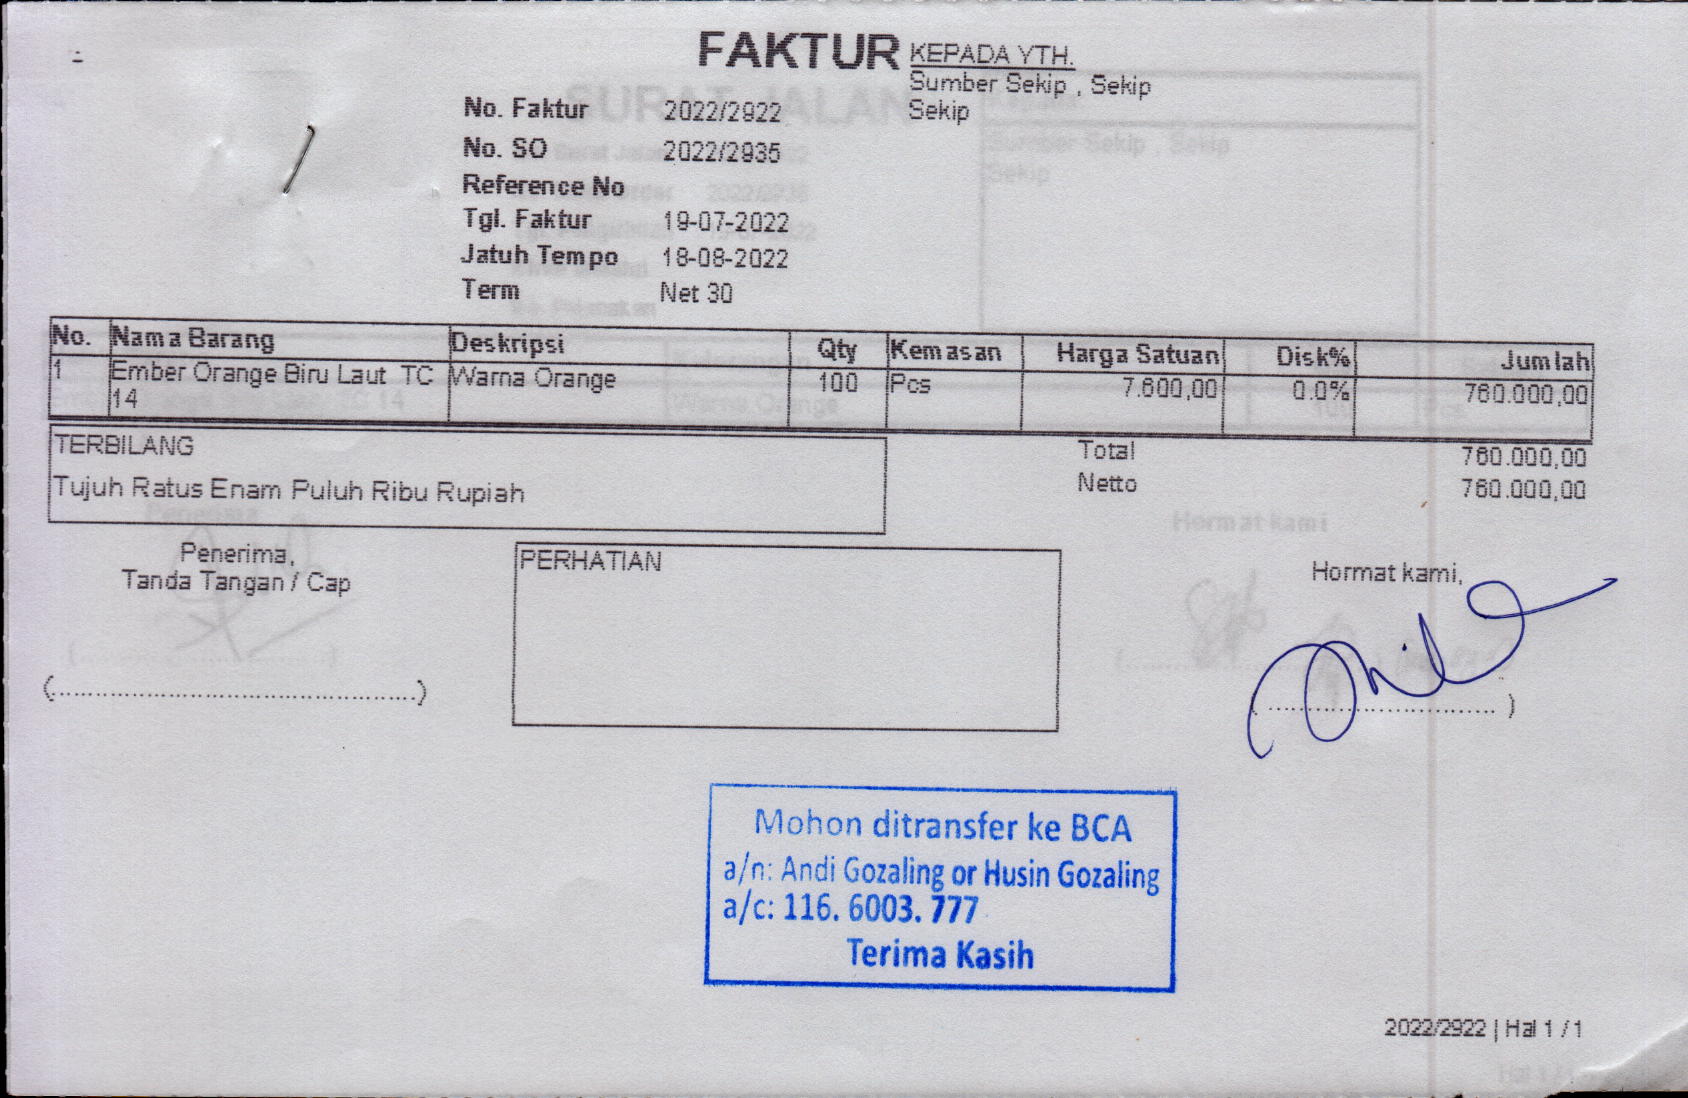 FAKTUR
KEPADA YTH.
Sumber Sekip , Sekip
Sekip
No. Faktur 2022/2922
No. SO 2022/2935
Reference No
Tgl. Faktur 19-07-2022
Jatuh Tempo 18-08-2022
Term Net 30
No. Nama Barang Deskripsi Qty Kemasan Harga Satuan Disk% Jumlah
1 Ember Orange Biru Laut TC Warna Orange 100 Pcs 7.600,00 0.0% 760.000,00
14
TERBILANG
Tujuh Ratus Enam Puluh Ribu Rupiah
Total 760.000,00
Netto 760.000,00
Penerima,
Tanda Tangan / Cap
(................................................)
PERHATIAN
Hormat kami,
(.............................. )
Mohon ditransfer ke BCA
a/n: Andi Gozaling or Husin Gozaling
a/c: 116. 6003. 777
Terima Kasih
2022/2922 | Hal 1 / 1